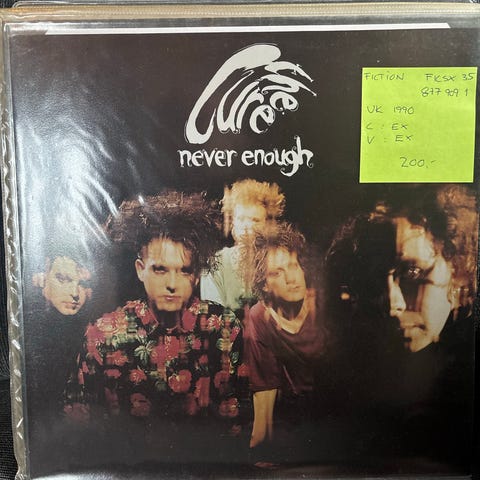 The
Cure
never enough
FICTION FICSX 35
877 909 1
UK 1990
C : EX
V : EX
200,-